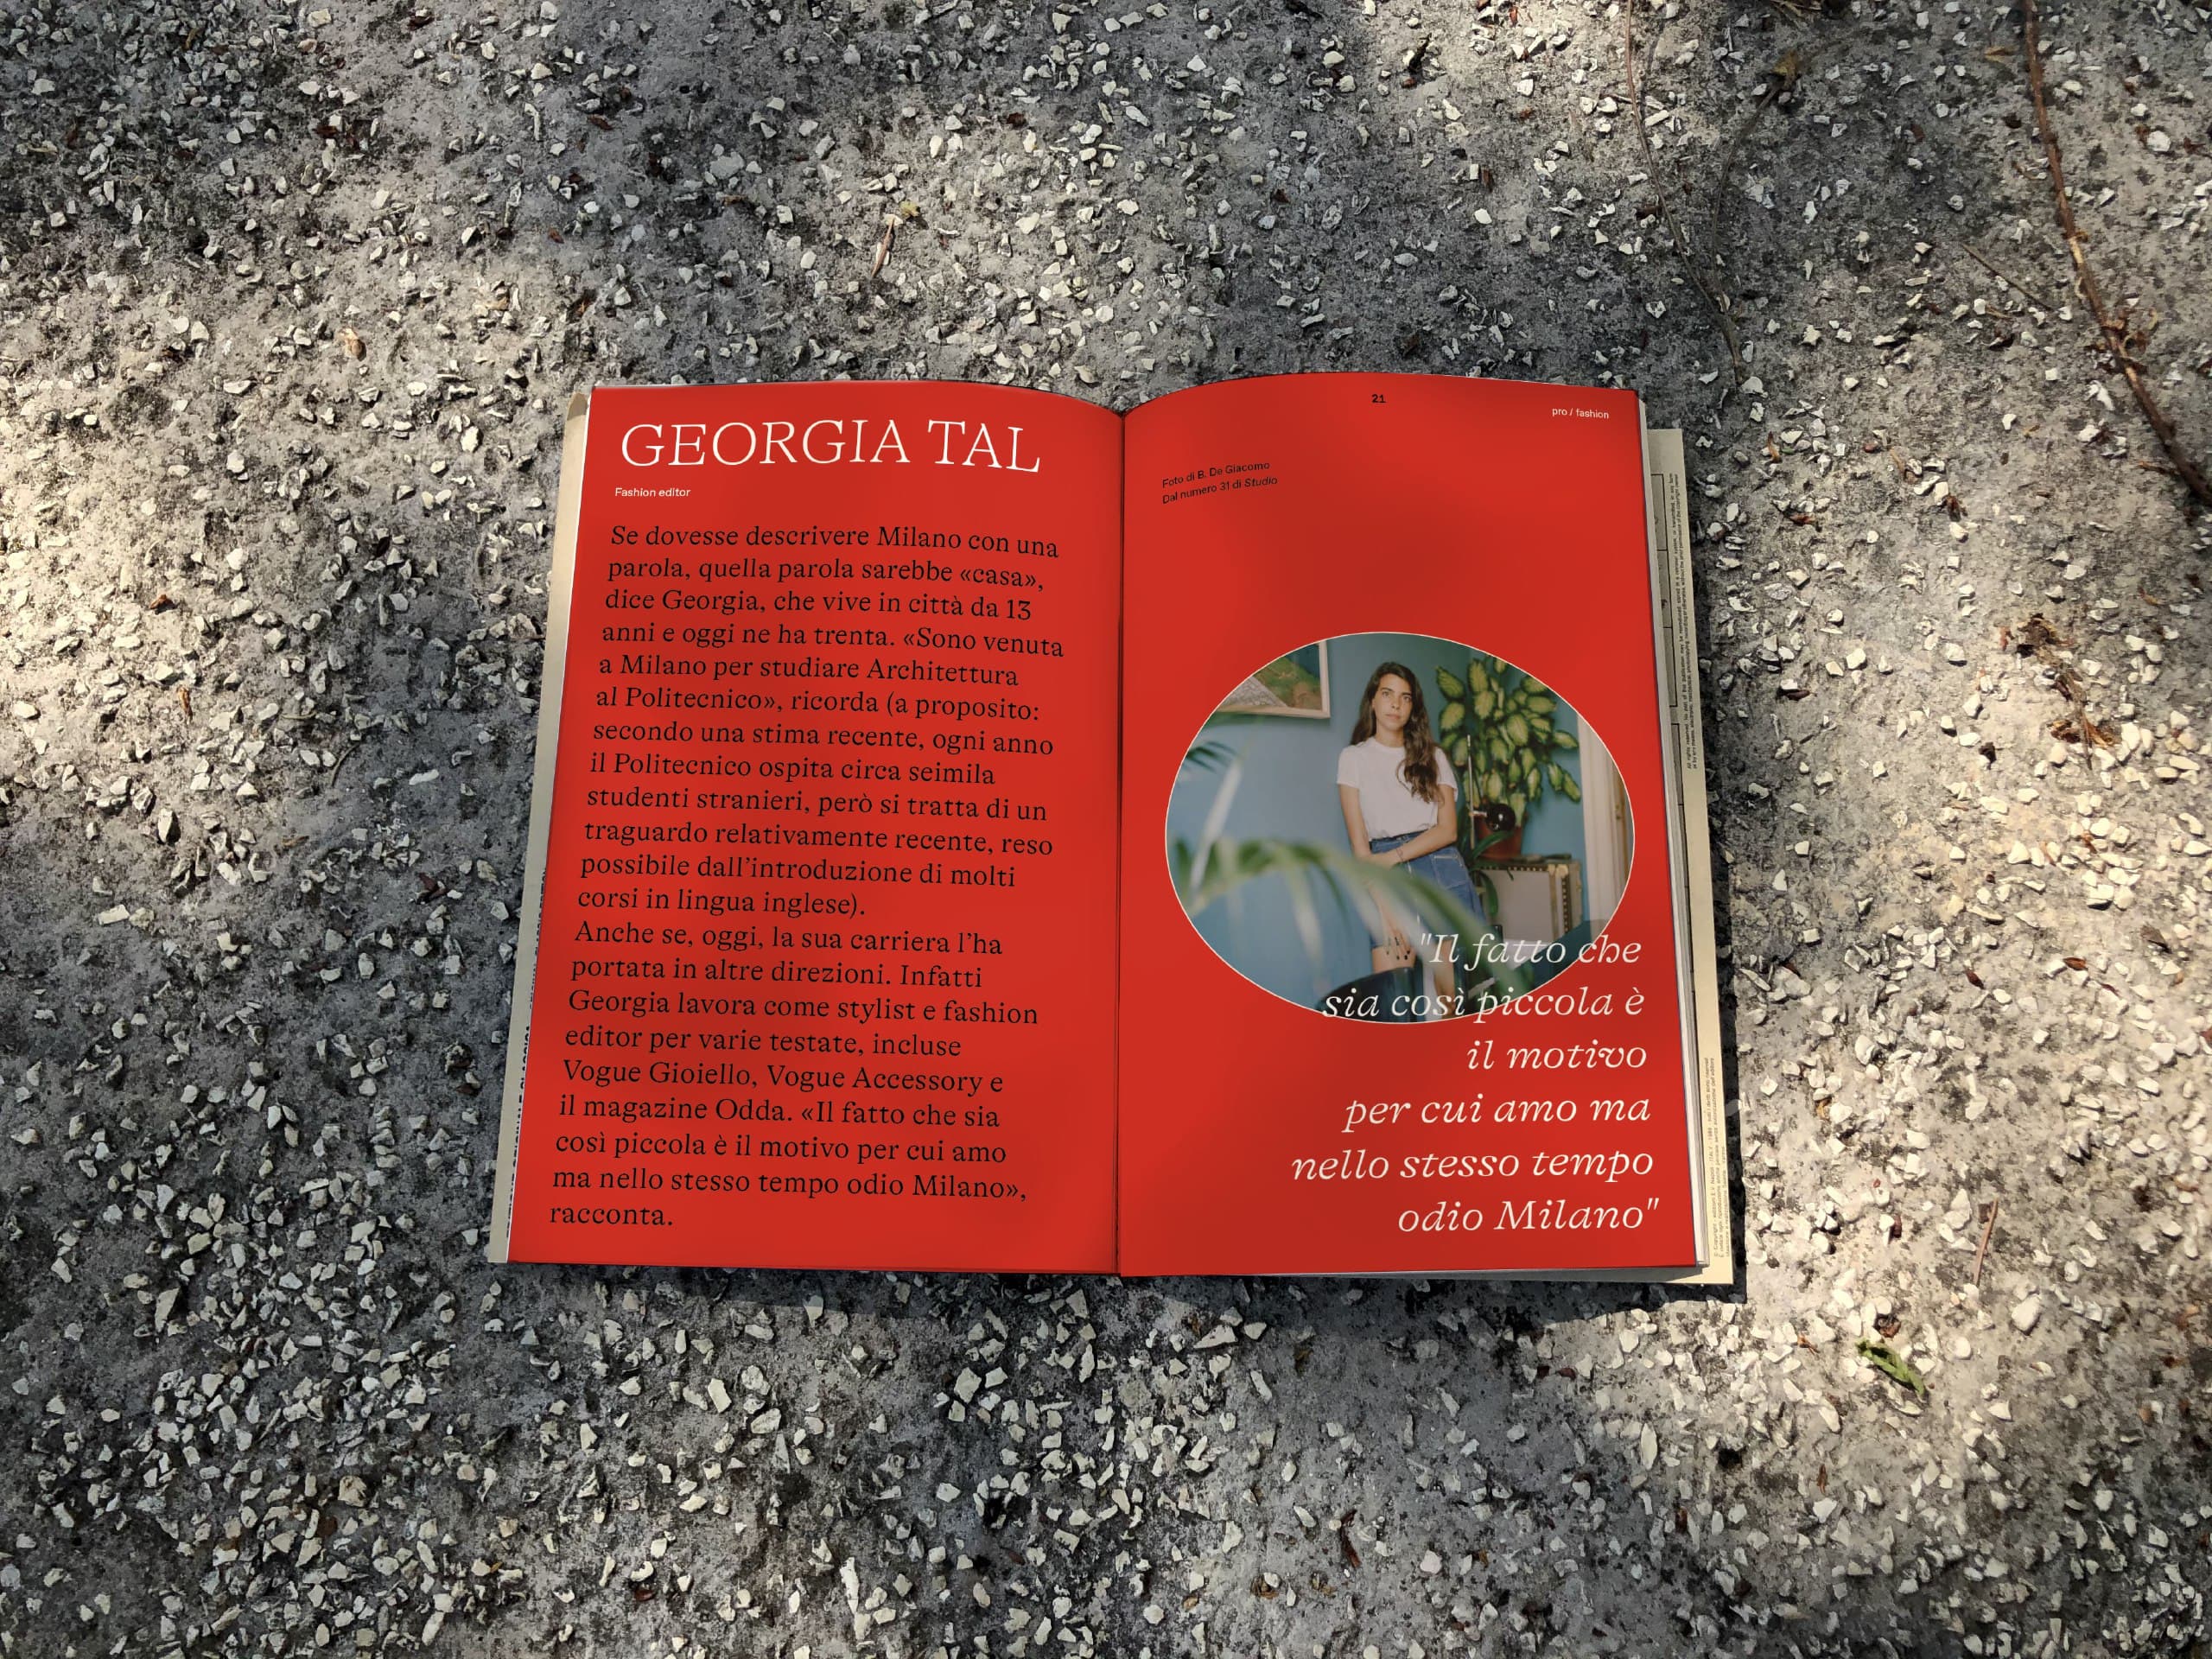 GEORGIA TAL
Fashion editor
Se dovesse descrivere Milano con una
parola, quella parola sarebbe «casa»,
dice Georgia, che vive in città da 13
anni e oggi ne ha trenta. «Sono venuta
a Milano per studiare Architettura
al Politecnico», ricorda (a proposito:
secondo una stima recente, ogni anno
il Politecnico ospita circa seimila
studenti stranieri, però si tratta di un
traguardo relativamente recente, reso
possibile dall’introduzione di molti
corsi in lingua inglese).
Anche se, oggi, la sua carriera l’ha
portata in altre direzioni. Infatti
Georgia lavora come stylist e fashion
editor per varie testate, incluse
Vogue Gioiello, Vogue Accessory e
il magazine Odda. «Il fatto che sia
così piccola è il motivo per cui amo
ma nello stesso tempo odio Milano»,
racconta.
21
pro / fashion
Foto di B. De Giacomo
Dal numero 31 di Studio
"Il fatto che
sia così piccola è
il motivo
per cui amo ma
nello stesso tempo
odio Milano"